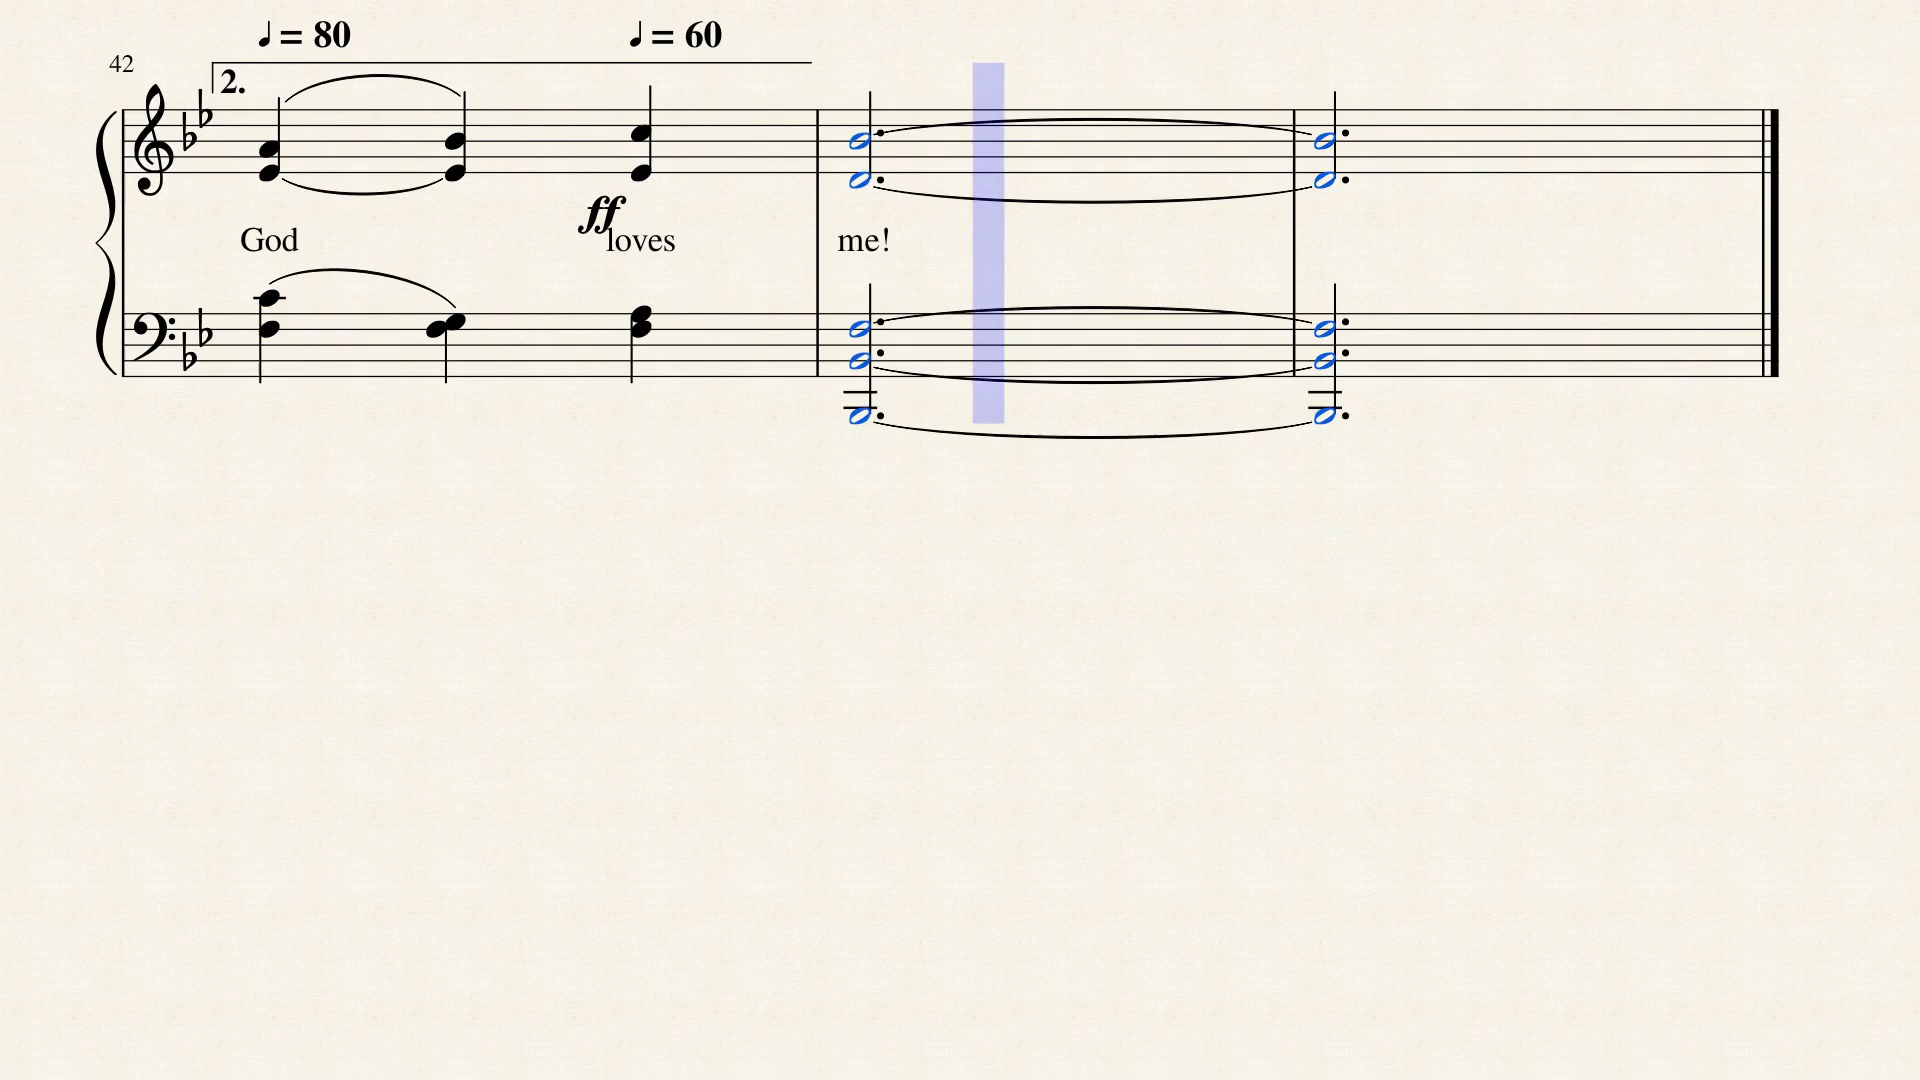 ♩ = 80 ♩ = 60
42
2.
ff
God loves me!